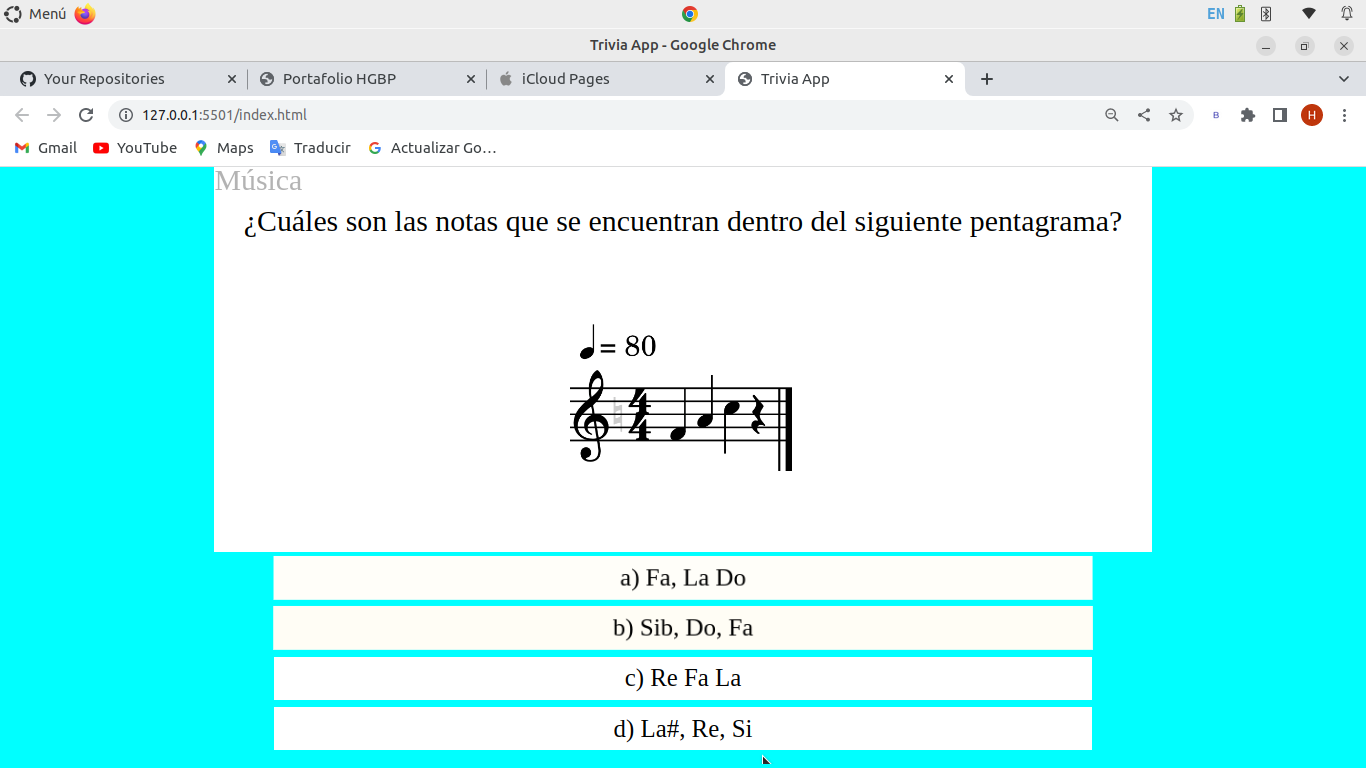 Menú
EN
Trivia App - Google Chrome
Your Repositories
Portafolio HGBP
iCloud Pages
Trivia App
127.0.0.1:5501/index.html
B
H
Gmail
YouTube
Maps
Traducir
Actualizar Go...
Música
¿Cuáles son las notas que se encuentran dentro del siguiente pentagrama?
= 80
4
4
a) Fa, La Do
b) Sib, Do, Fa
c) Re Fa La
d) La#, Re, Si